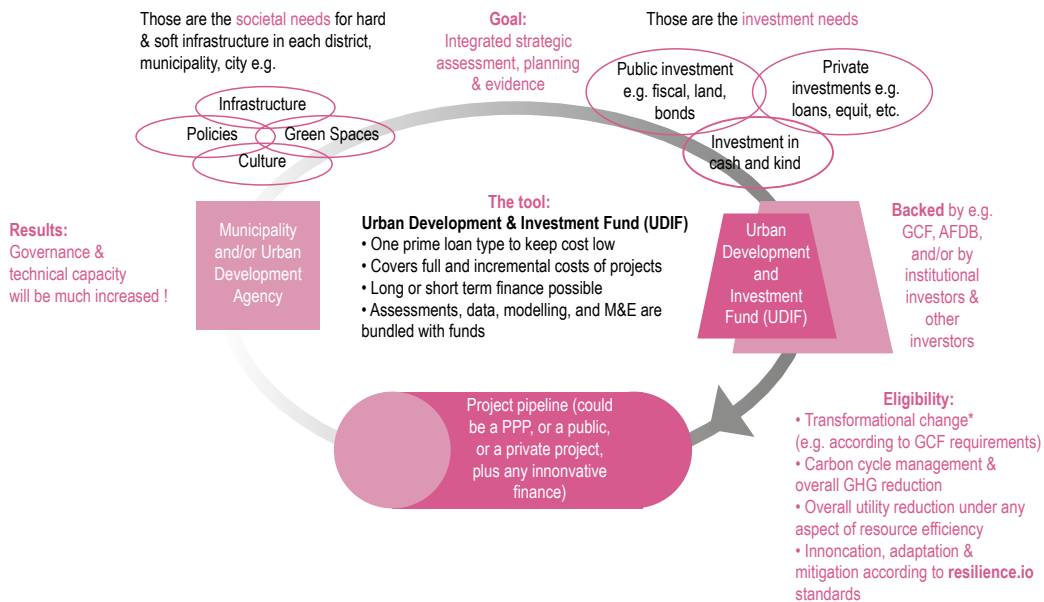 Those are the societal needs for hard
& soft infrastructure in each district,
municipality, city e.g.
Infrastructure
Policies
Green Spaces
Culture
Goal:
Integrated strategic
assessment, planning
& evidence
Those are the investment needs
Public investment
e.g. fiscal, land,
bonds
Private
investments e.g.
loans, equit, etc.
Investment in
cash and kind
Results:
Governance &
technical capacity
will be much increased !
Municipality
and/or Urban
Development
Agency
The tool:
Urban Development & Investment Fund (UDIF)
• One prime loan type to keep cost low
• Covers full and incremental costs of projects
• Long or short term finance possible
• Assessments, data, modelling, and M&E are
bundled with funds
Urban
Development
and
Investment
Fund (UDIF)
Backed by e.g.
GCF, AFDB,
and/or by
institutional
investors &
other
inverstors
Project pipeline (could
be a PPP, or a public,
or a private project,
plus any innonvative
finance)
Eligibility:
• Transformational change*
(e.g. according to GCF requirements)
• Carbon cycle management &
overall GHG reduction
• Overall utility reduction under any
aspect of resource efficiency
• Innoncation, adaptation &
mitigation according to resilience.io
standards